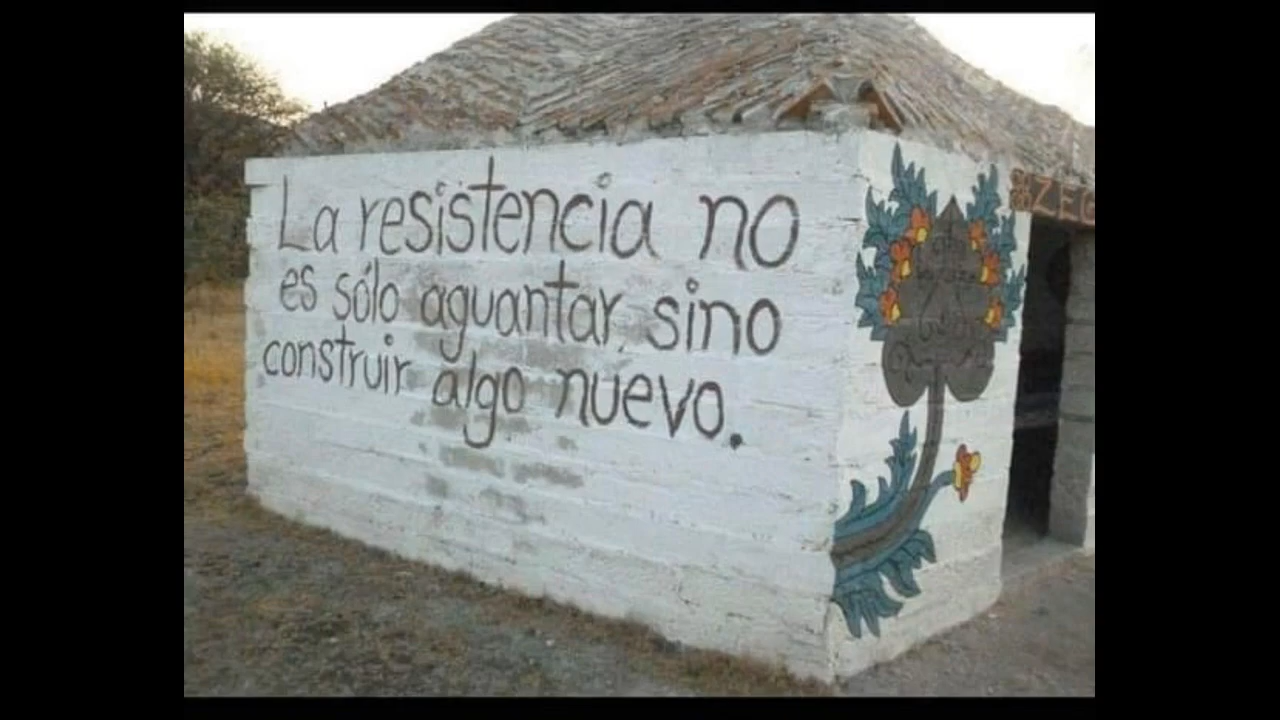 La resistencia no
es sólo aguantar, sino
construir algo nuevo.